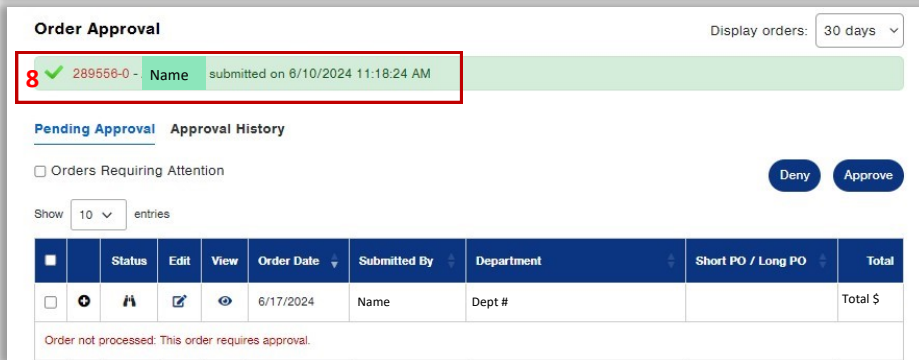 Order Approval Display orders: 30 days
8 289556-0 - Name submitted on 6/10/2024 11:18:24 AM
Pending Approval Approval History
Orders Requiring Attention
Deny Approve
Show 10 entries
Status Edit View Order Date Submitted By Department Short PO / Long PO Total
6/17/2024 Name Dept # Total $
Order not processed: This order requires approval.